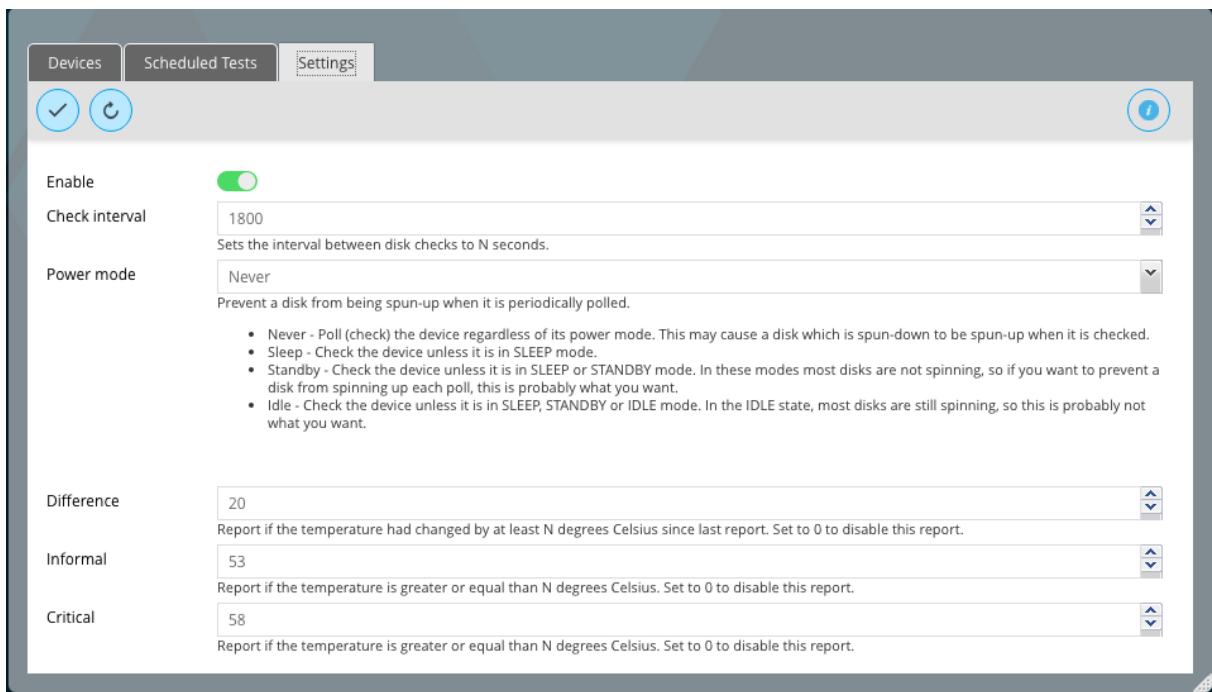 Devices
Scheduled Tests
Settings
Enable
Check interval
1800
Sets the interval between disk checks to N seconds.
Power mode
Never
Prevent a disk from being spun-up when it is periodically polled.
• Never - Poll (check) the device regardless of its power mode. This may cause a disk which is spun-down to be spun-up when it is checked.
• Sleep - Check the device unless it is in SLEEP mode.
• Standby - Check the device unless it is in SLEEP or STANDBY mode. In these modes most disks are not spinning, so if you want to prevent a
disk from spinning up each poll, this is probably what you want.
• Idle - Check the device unless it is in SLEEP, STANDBY or IDLE mode. In the IDLE state, most disks are still spinning, so this is probably not
what you want.
Difference
20
Report if the temperature had changed by at least N degrees Celsius since last report. Set to 0 to disable this report.
Informal
53
Report if the temperature is greater or equal than N degrees Celsius. Set to 0 to disable this report.
Critical
58
Report if the temperature is greater or equal than N degrees Celsius. Set to 0 to disable this report.